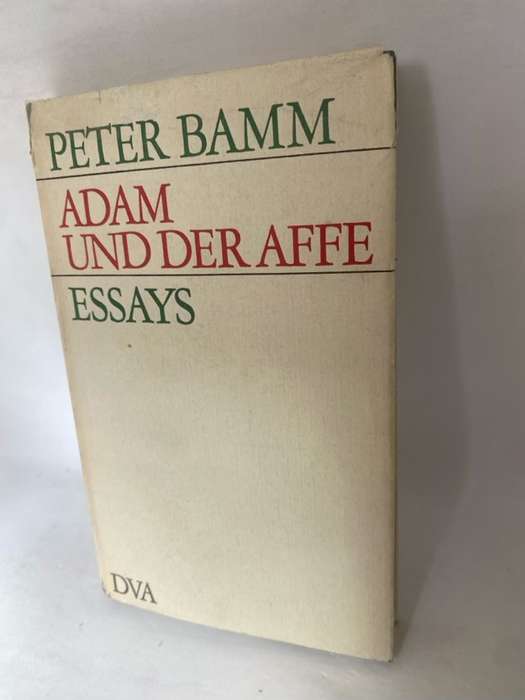 PETER BAMM
ADAM
UND DER AFFE
ESSAYS
DVA